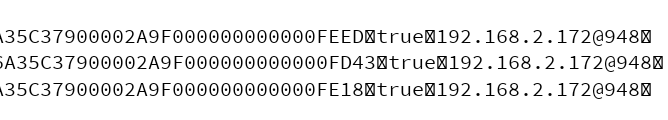 A35C37900002A9F000000000000FEED☒true☒192.168.2.172@948☒
6A35C37900002A9F000000000000FD43☒true☒192.168.2.172@948☒
A35C37900002A9F000000000000FE18☒true☒192.168.2.172@948☒